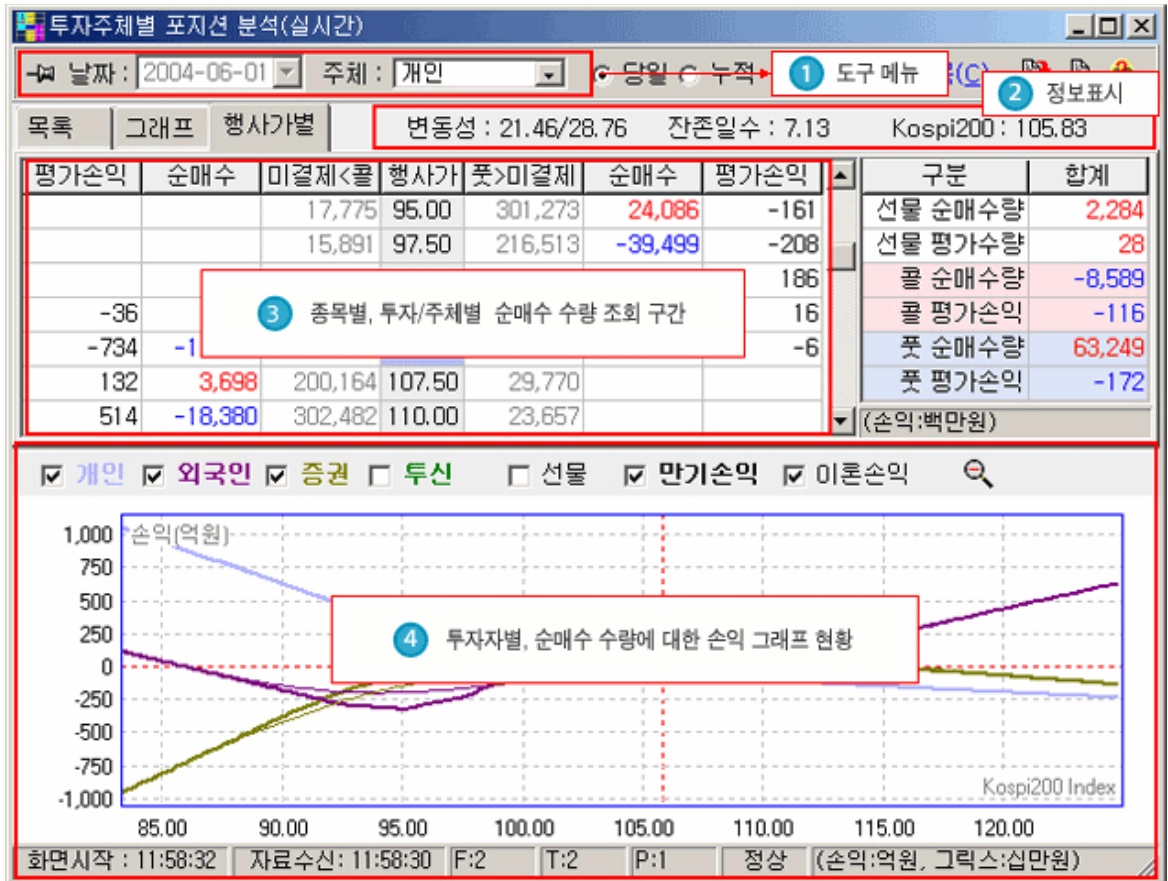 투자주체별 포지션 분석(실시간)
날짜 : 2004-06-01 주체 : 개인 당일 누적 1 도구 메뉴 (C)
2 정보표시
목록 그래프 행사가별 변동성 : 21.46/28.76 잔존일수 : 7.13 Kospi200 : 105.83
평가손익 순매수 미결제<콜 행사가 풋>미결제 순매수 평가손익 구분 합계
17,775 95.00 301,273 24,086 -161 선물 순매수량 2,284
15,891 97.50 216,513 -39,499 -208 선물 평가수량 28
186 콜 순매수량 -8,589
3 종목별, 투자/주체별 순매수 수량 조회 구간
-36 16 콜 평가손익 -116
-734 -1 -6 풋 순매수량 63,249
132 3,698 200,164 107.50 29,770 풋 평가손익 -172
514 -18,380 302,482 110.00 23,657 (손익:백만원)
개인 외국인 증권 투신 선물 만기손익 이론손익
손익(억원)
1,000
750
500
250
0
-250
-500
-750
-1,000
4 투자자별, 순매수 수량에 대한 손익 그래프 현황
Kospi200 Index
85.00 90.00 95.00 100.00 105.00 110.00 115.00 120.00
화면시작 : 11:58:32 자료수신: 11:58:30 F:2 T:2 P:1 정상 (손익:억원, 그릭스:십만원)